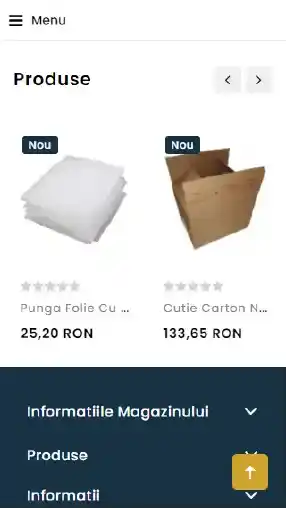 Menu
Produse
Nou
Nou
Punga Folie Cu ...
Cutie Carton N...
25,20 RON
133,65 RON
Informatiile Magazinului
Produse
Informatii